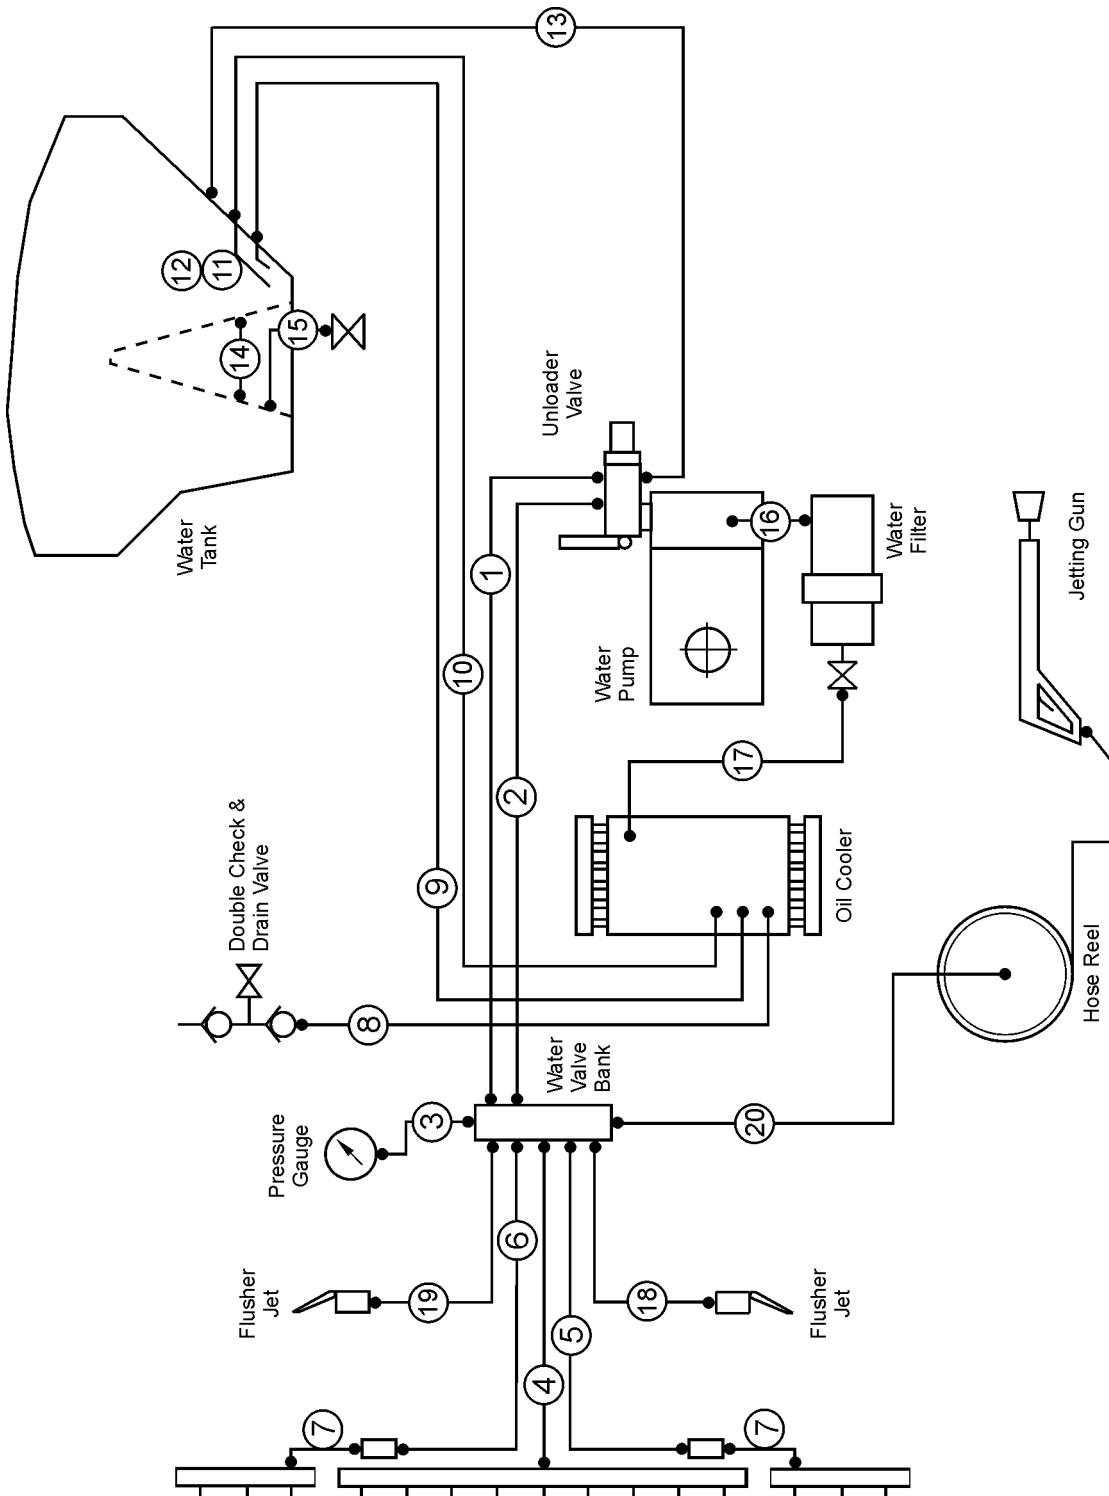 13
12
11
14
15
Water
Tank
Unloader
Valve
1
16
Water
Filter
Jetting Gun
10
Water
Pump
2
17
Double Check &
Drain Valve
9
Oil Cooler
8
Hose Reel
Water
Valve
Bank
3
20
Pressure
Gauge
6
Flusher
Jet
19
18
Flusher
Jet
5
4
7
7